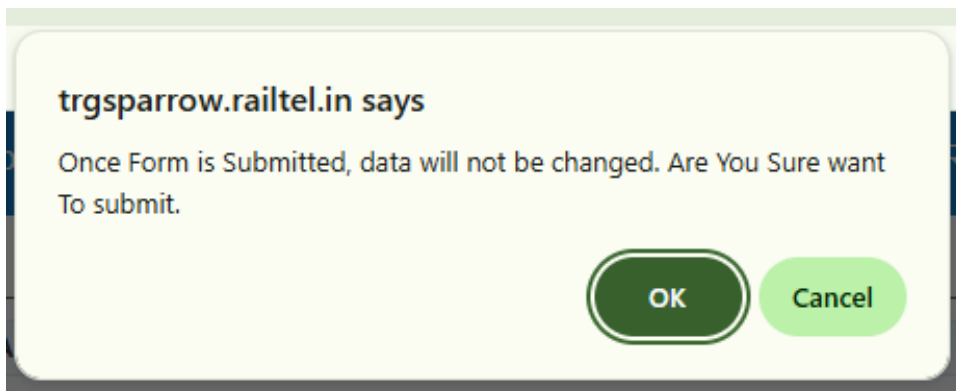 trgsparrow.railtel.in says
Once Form is Submitted, data will not be changed. Are You Sure want
To submit.
OK
Cancel